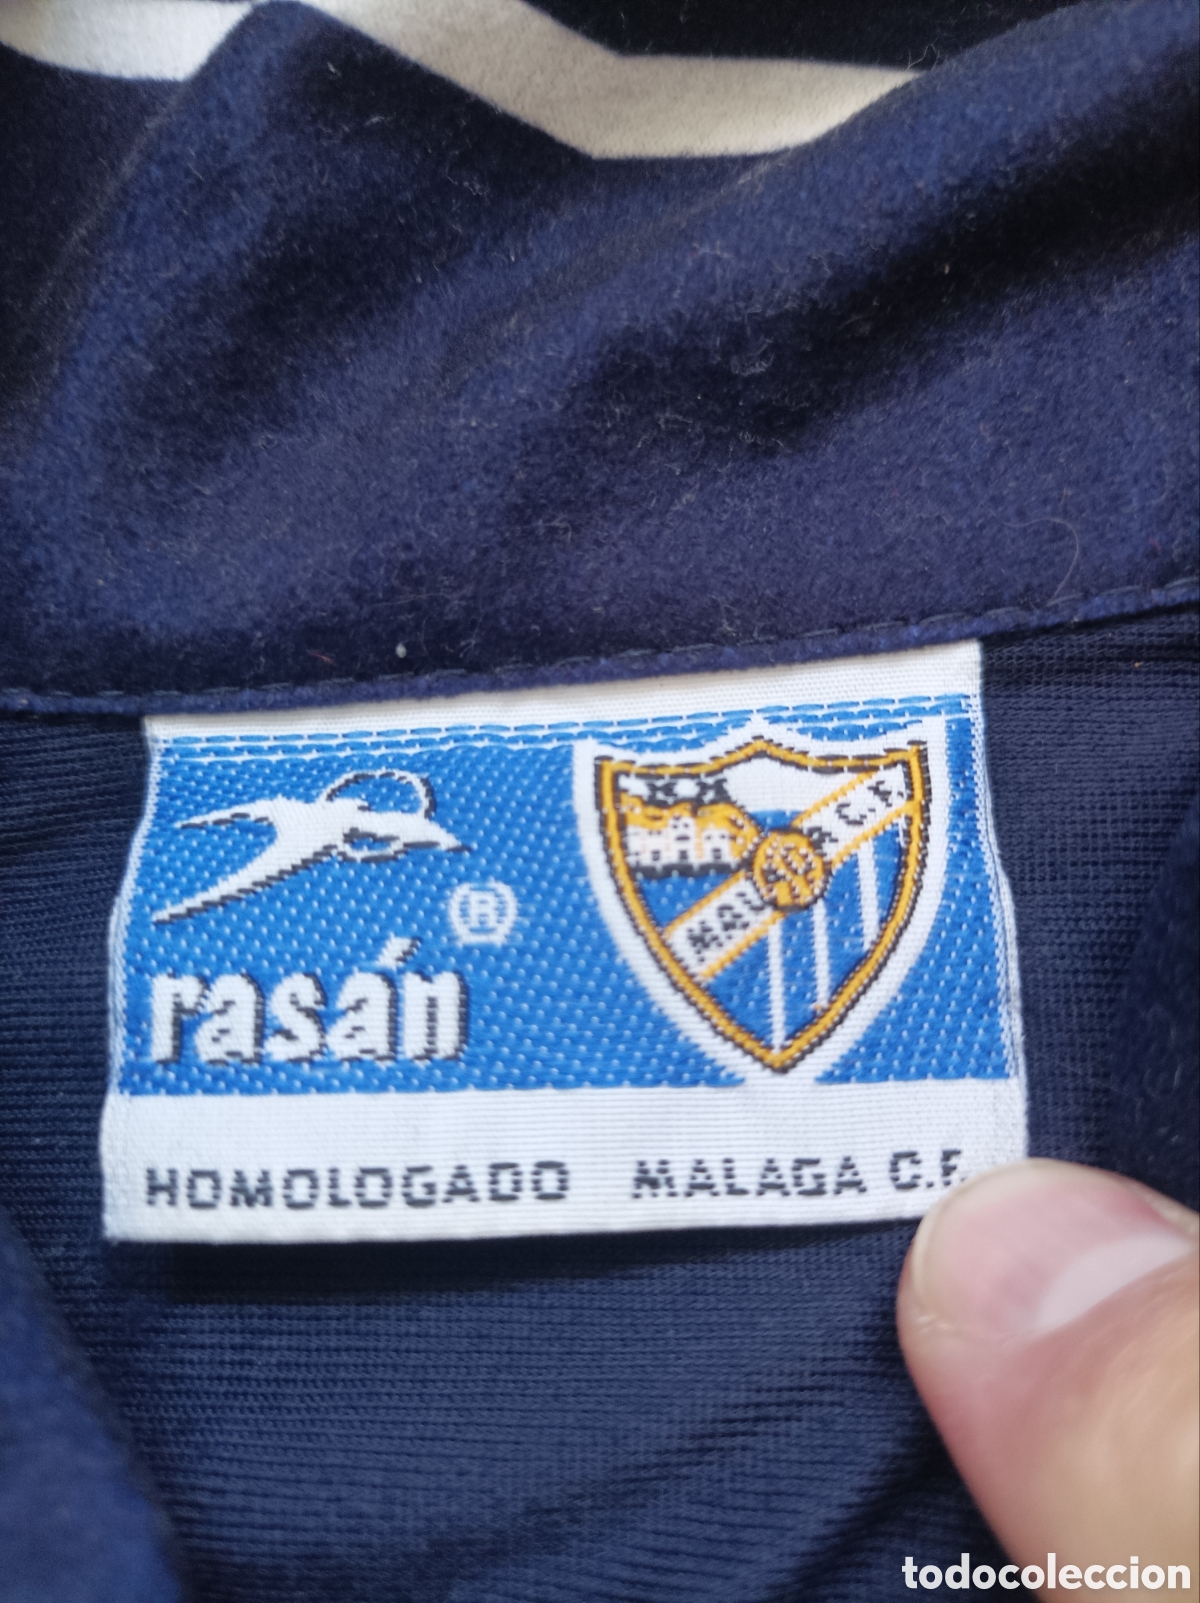 ®
rasán
MALAGA C.F.
HOMOLOGADO MALAGA C.F.
todocoleccion